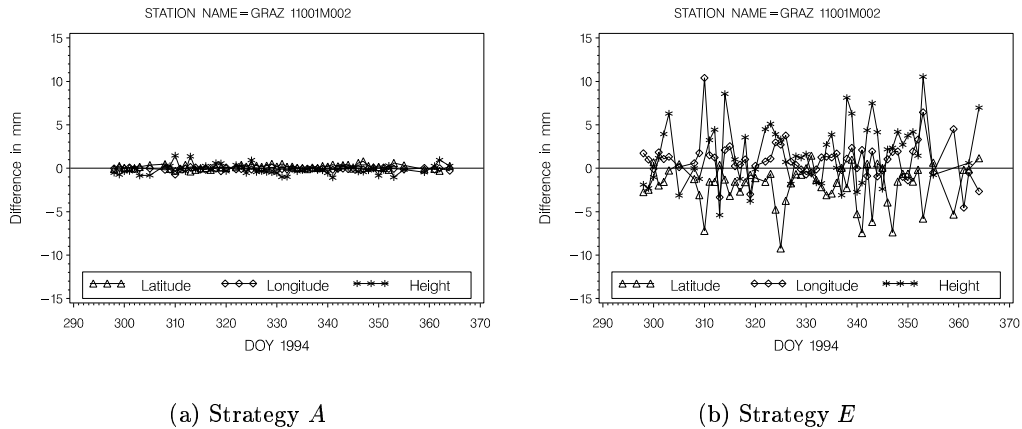 STATION NAME=GRAZ 11001M002
15
10
5
0
−5
−10
−15
Difference in mm
Latitude Longitude Height
290 300 310 320 330 340 350 360 370
DOY 1994
(a) Strategy A
STATION NAME=GRAZ 11001M002
15
10
5
0
−5
−10
−15
Difference in mm
Latitude Longitude Height
290 300 310 320 330 340 350 360 370
DOY 1994
(b) Strategy E